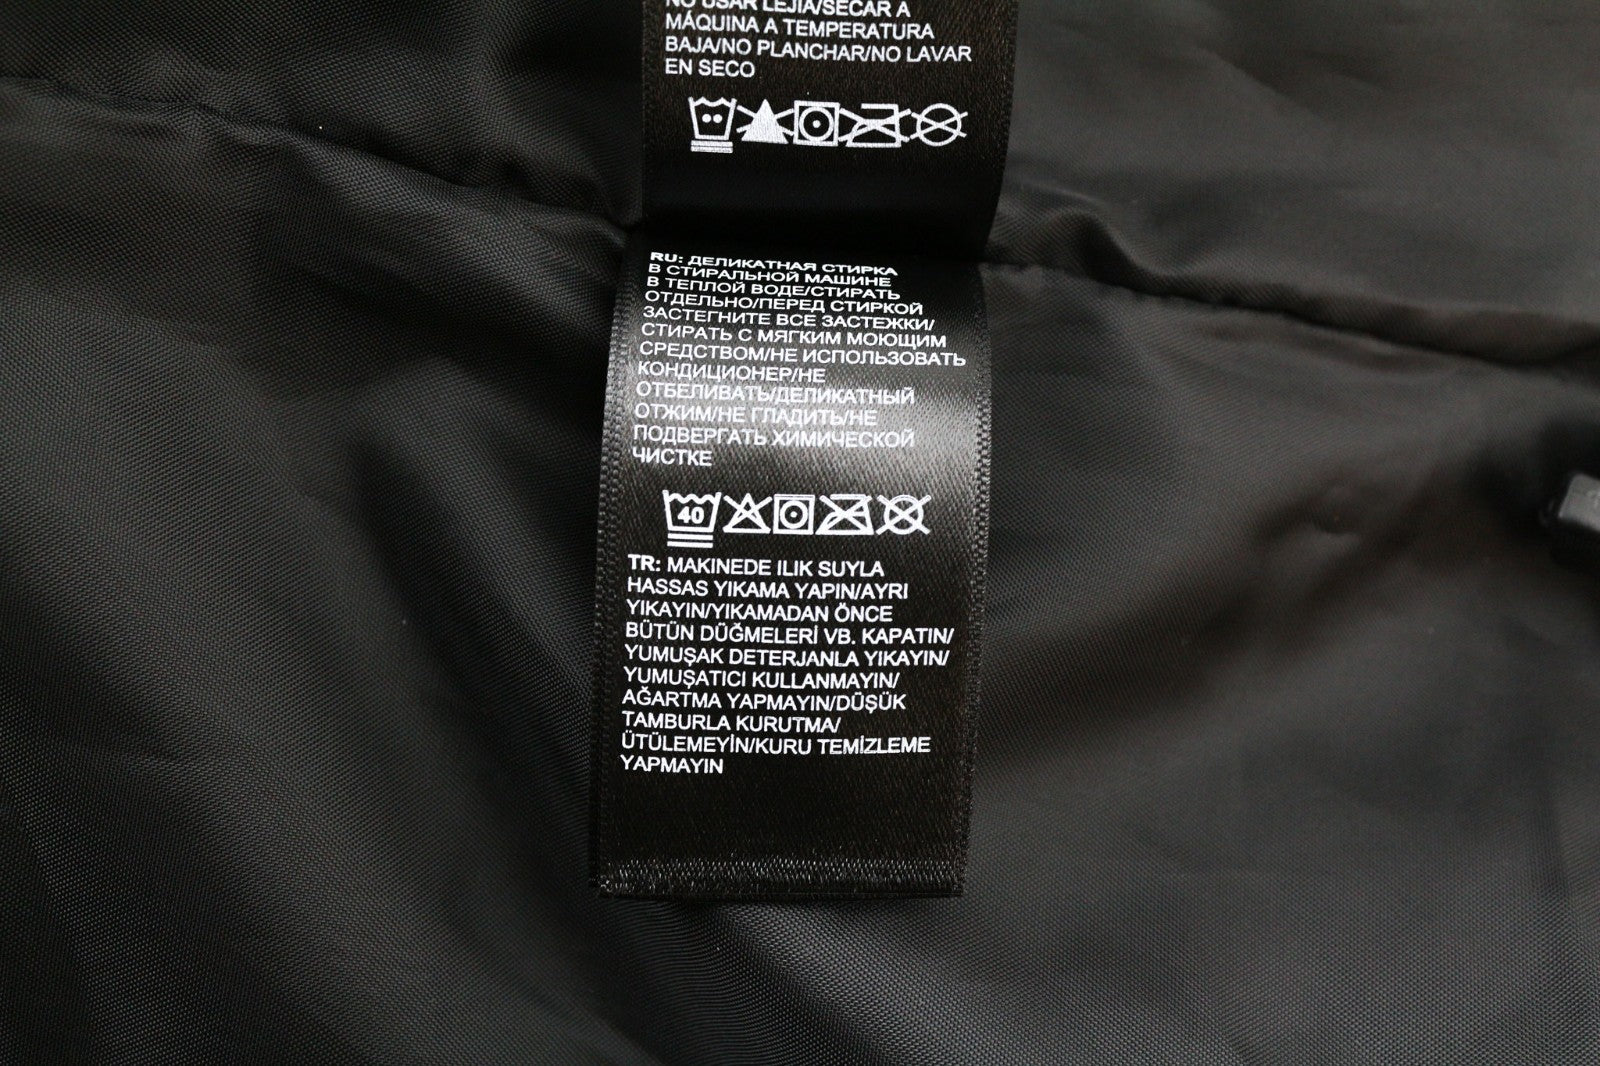 NO USAR LEJIA/SECAR A
MÁQUINA A TEMPERATURA
BAJA/NO PLANCHAR/NO LAVAR
EN SECO
RU: ДЕЛИКАТНАЯ СТИРКА
В СТИРАЛЬНОЙ МАШИНЕ
В ТЕПЛОЙ ВОДЕ/СТИРАТЬ
ОТДЕЛЬНО/ПЕРЕД СТИРКОЙ
ЗАСТЕГНИТЕ ВСЕ ЗАСТЕЖКИ/
СТИРАТЬ С МЯГКИМ МОЮЩИМ
СРЕДСТВОМ/НЕ ИСПОЛЬЗОВАТЬ
КОНДИЦИОНЕР/НЕ
ОТБЕЛИВАТЬ/ДЕЛИКАТНЫЙ
ОТЖИМ/НЕ ГЛАДИТЬ/НЕ
ПОДВЕРГАТЬ ХИМИЧЕСКОЙ
ЧИСТКЕ
40
TR: MAKINEDE ILIK SUYLA
HASSAS YIKAMA YAPIN/AYRI
YIKAYIN/YIKAMADAN ÖNCE
BÜTÜN DÜĞMELERİ VB. KAPATIN/
YUMUŞAK DETERJANLA YIKAYIN/
YUMUŞATICI KULLANMAYIN/
AĞARTMA YAPMAYIN/DÜŞÜK
TAMBURLA KURUTMA/
ÜTÜLEMEYİN/KURU TEMİZLEME
YAPMAYIN